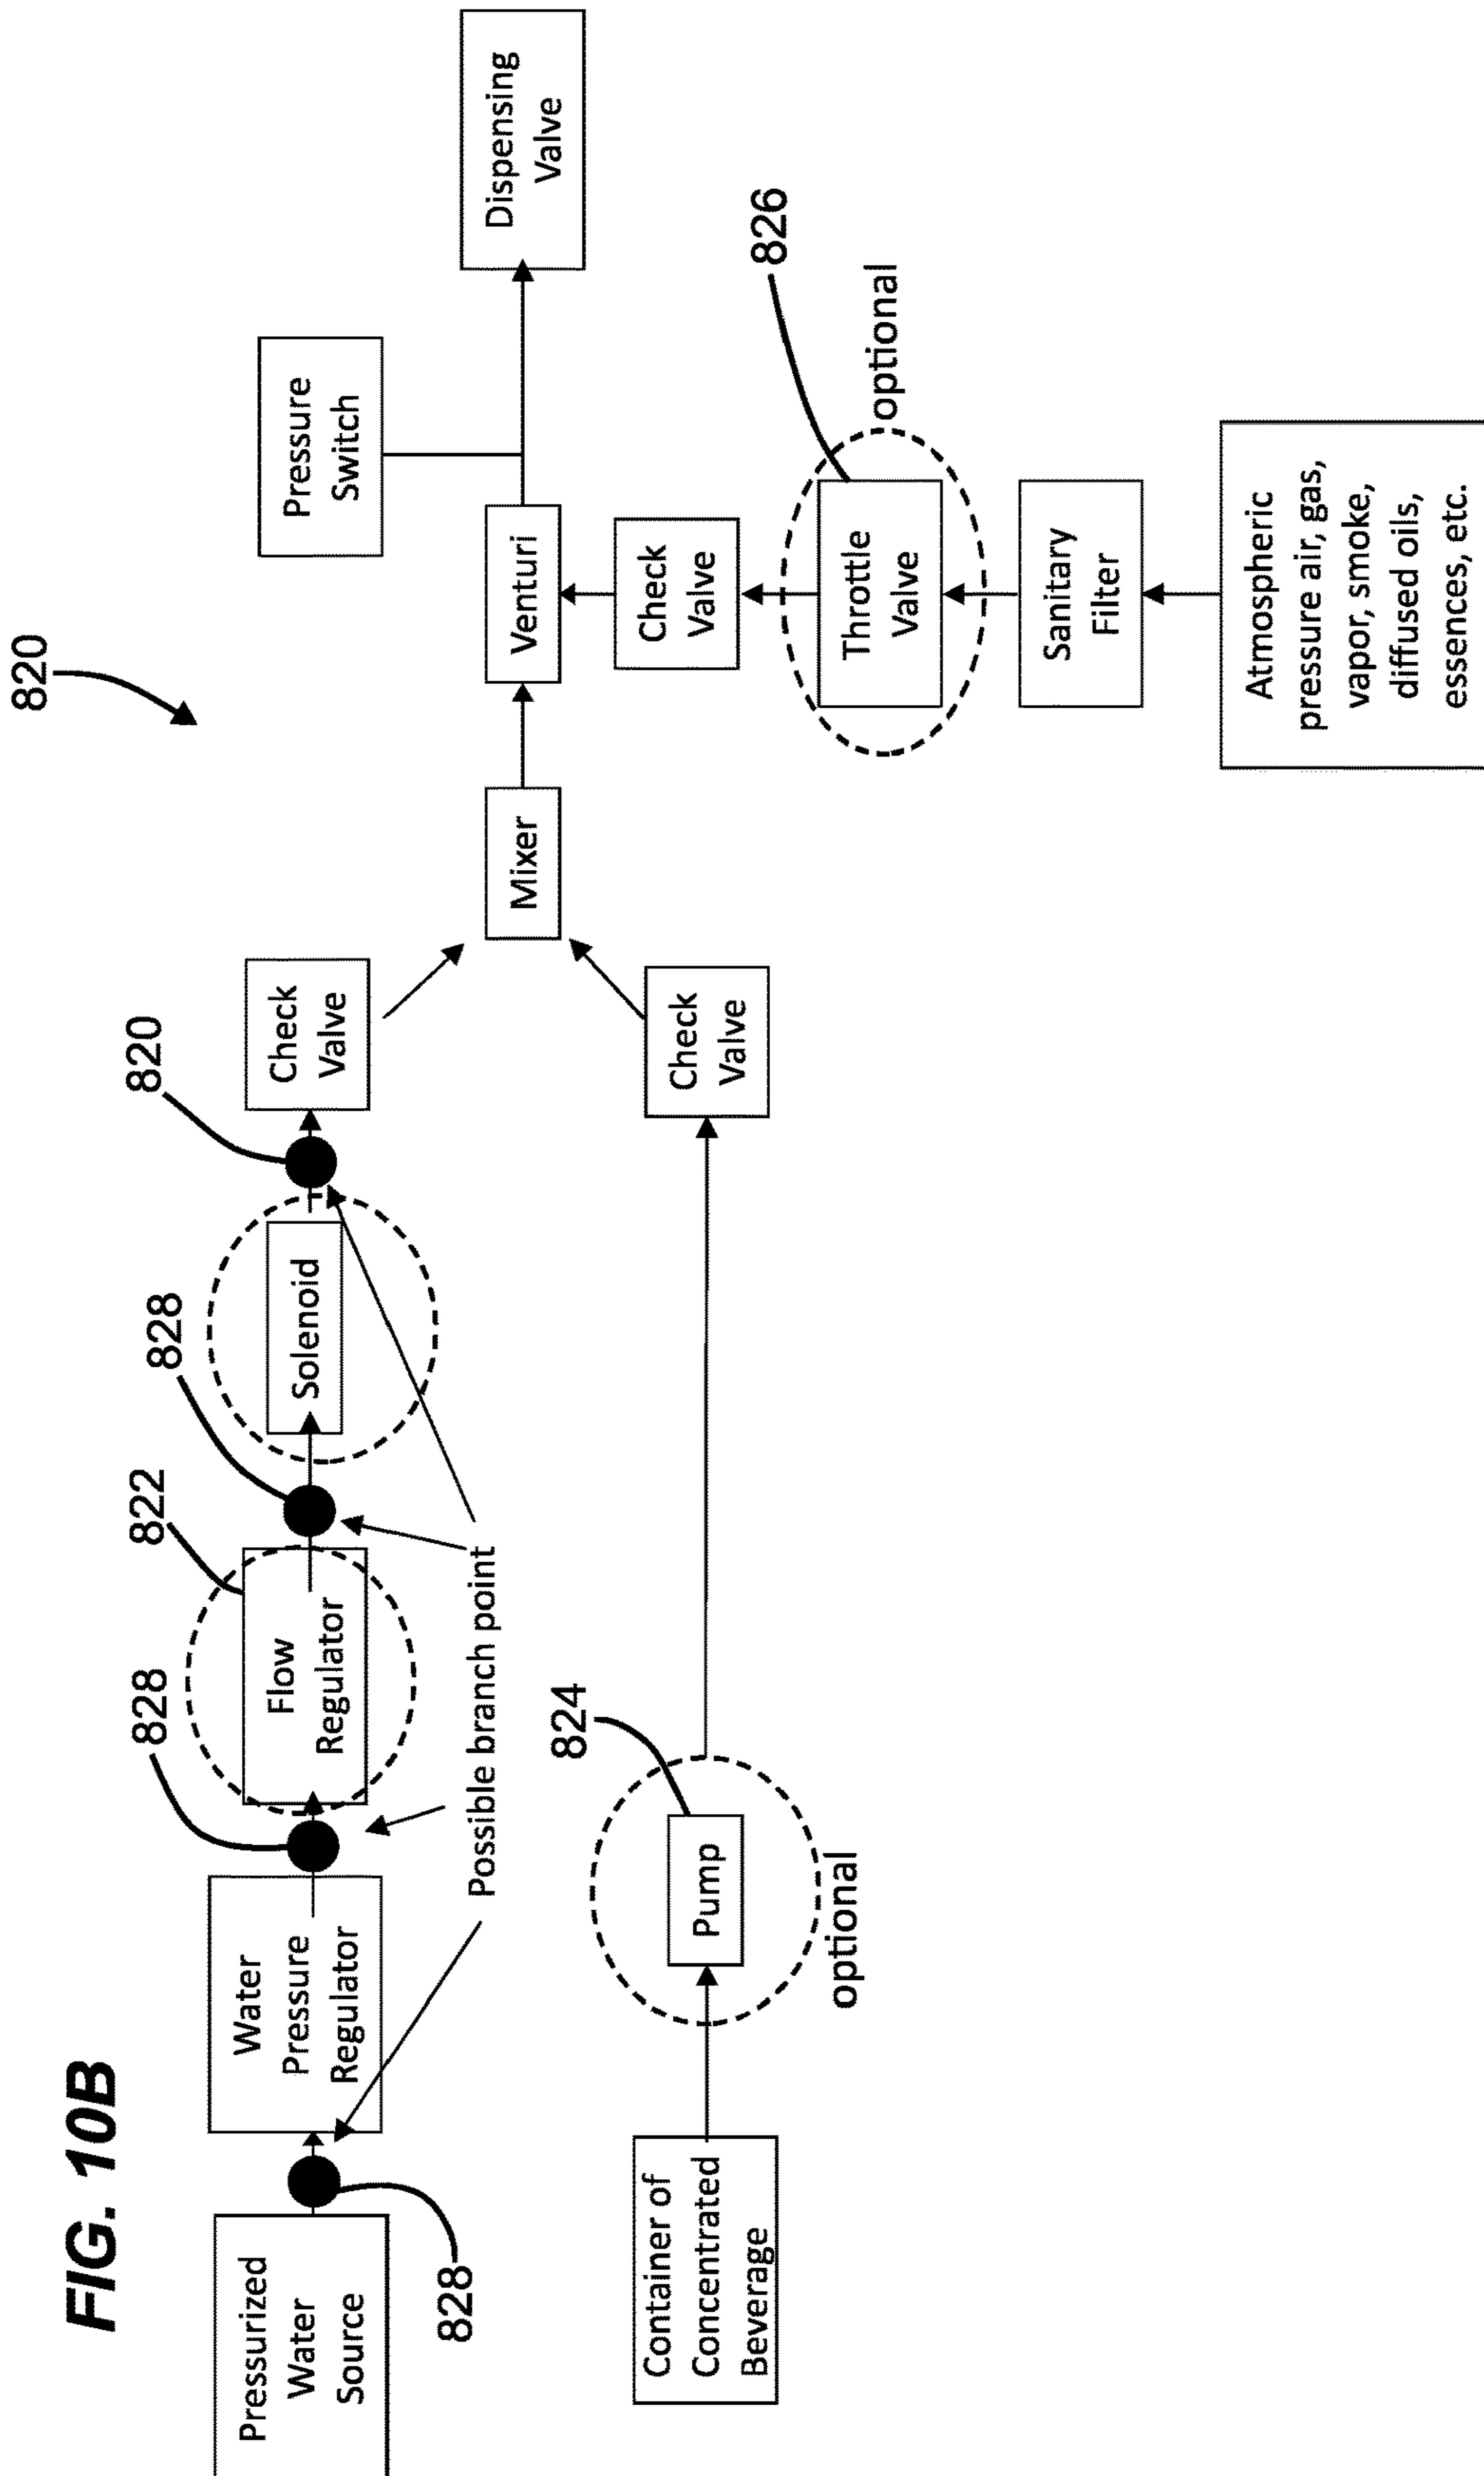 FIG. 10B
820
Pressurized
Water
Source
828
Water
Pressure
Regulator
828
Flow
Regulator
822
828
Solenoid
820
Check
Valve
Possible branch point
Container of
Concentrated
Beverage
Pump
824
optional
Check
Valve
Mixer
Venturi
Pressure
Switch
Dispensing
Valve
Check
Valve
Throttle
Valve
826
optional
Sanitary
Filter
Atmospheric
pressure air, gas,
vapor, smoke,
diffused oils,
essences, etc.